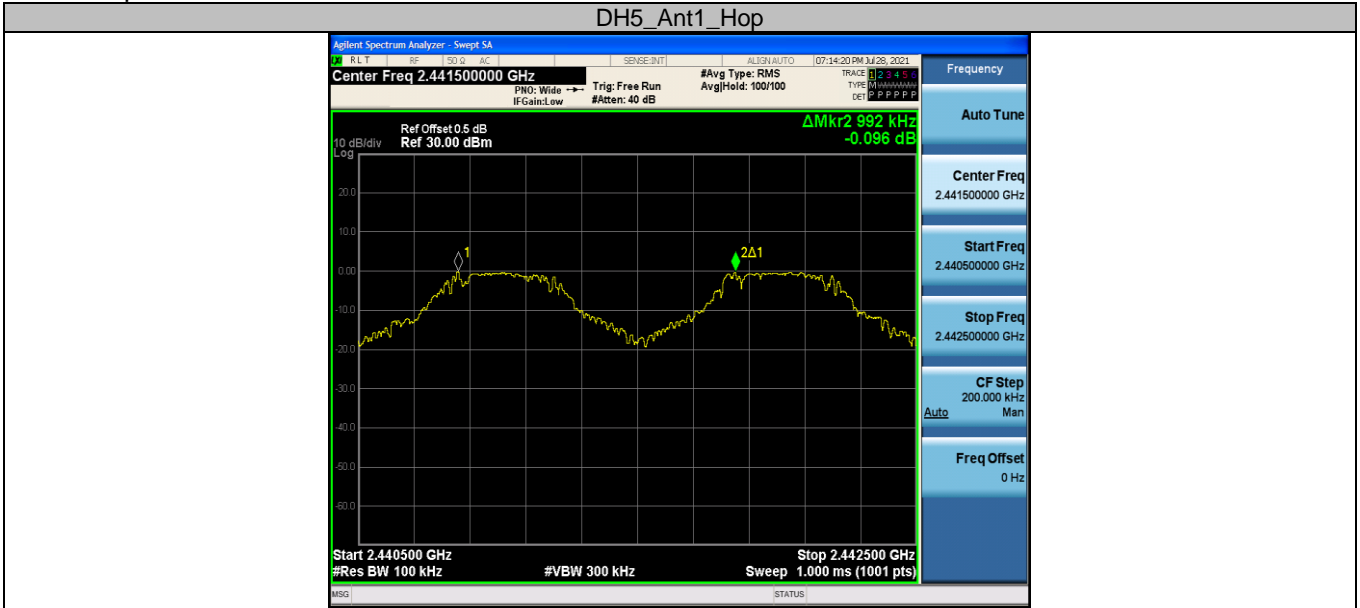 DH5_Ant1_Hop
Agilent Spectrum Analyzer - Swept SA
RLT RF 50 Ω AC SENSE:INT ALIGN AUTO 07:14:20 PM Jul 28, 2021
Center Freq 2.441500000 GHz
PNO: Wide
IFGain:Low
Trig: Free Run
#Atten: 40 dB
#Avg Type: RMS
Avg|Hold: 100/100
TRACE 1 2 3 4 5 6
TYPE M
DET P P P P P P
Frequency
ΔMkr2 992 kHz
-0.096 dB
Ref Offset 0.5 dB
10 dB/div Ref 30.00 dBm
Log
20.0
10.0
0.00
-10.0
-20.0
-30.0
-40.0
-50.0
-60.0
1
2Δ1
Start 2.440500 GHz
Stop 2.442500 GHz
#Res BW 100 kHz
#VBW 300 kHz
Sweep 1.000 ms (1001 pts)
MSG
STATUS
Auto Tune
Center Freq
2.441500000 GHz
Start Freq
2.440500000 GHz
Stop Freq
2.442500000 GHz
CF Step
200.000 kHz
Auto Man
Freq Offset
0 Hz